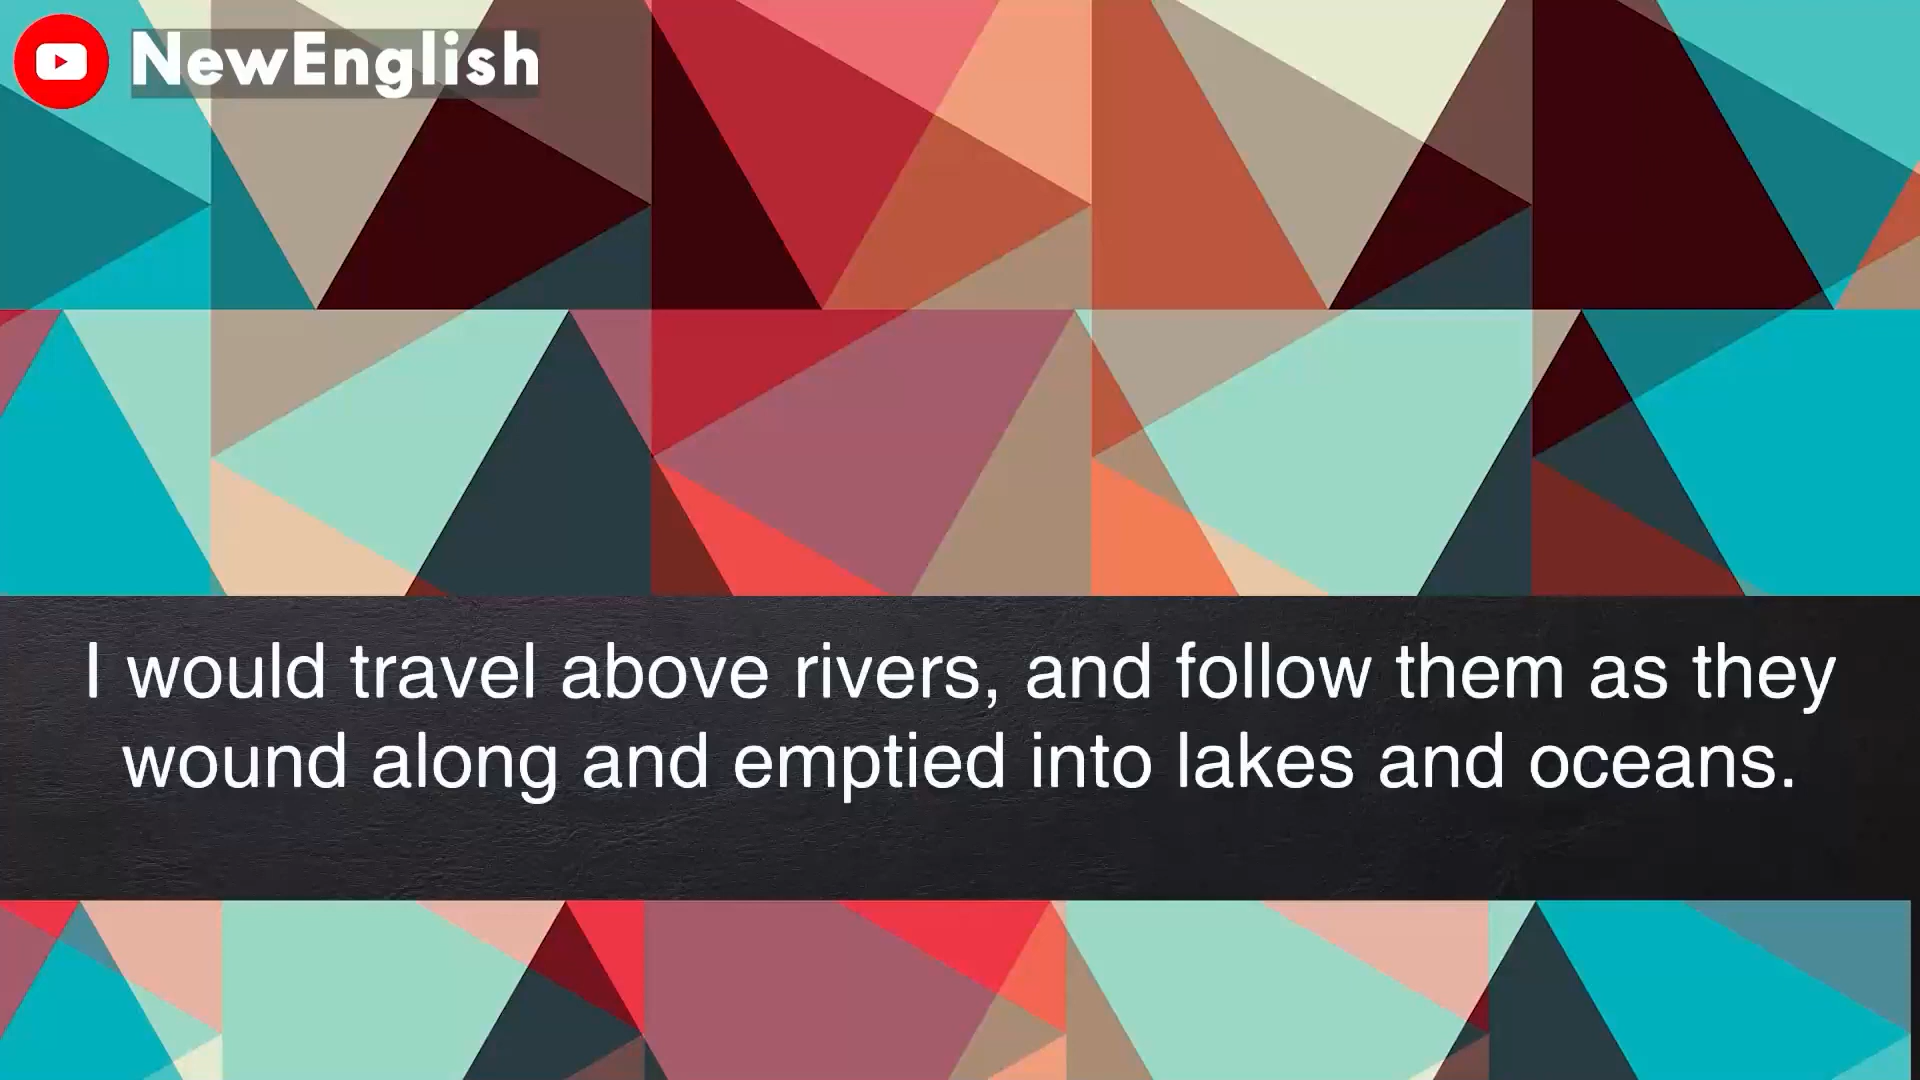 NewEnglish
I would travel above rivers, and follow them as they
wound along and emptied into lakes and oceans.